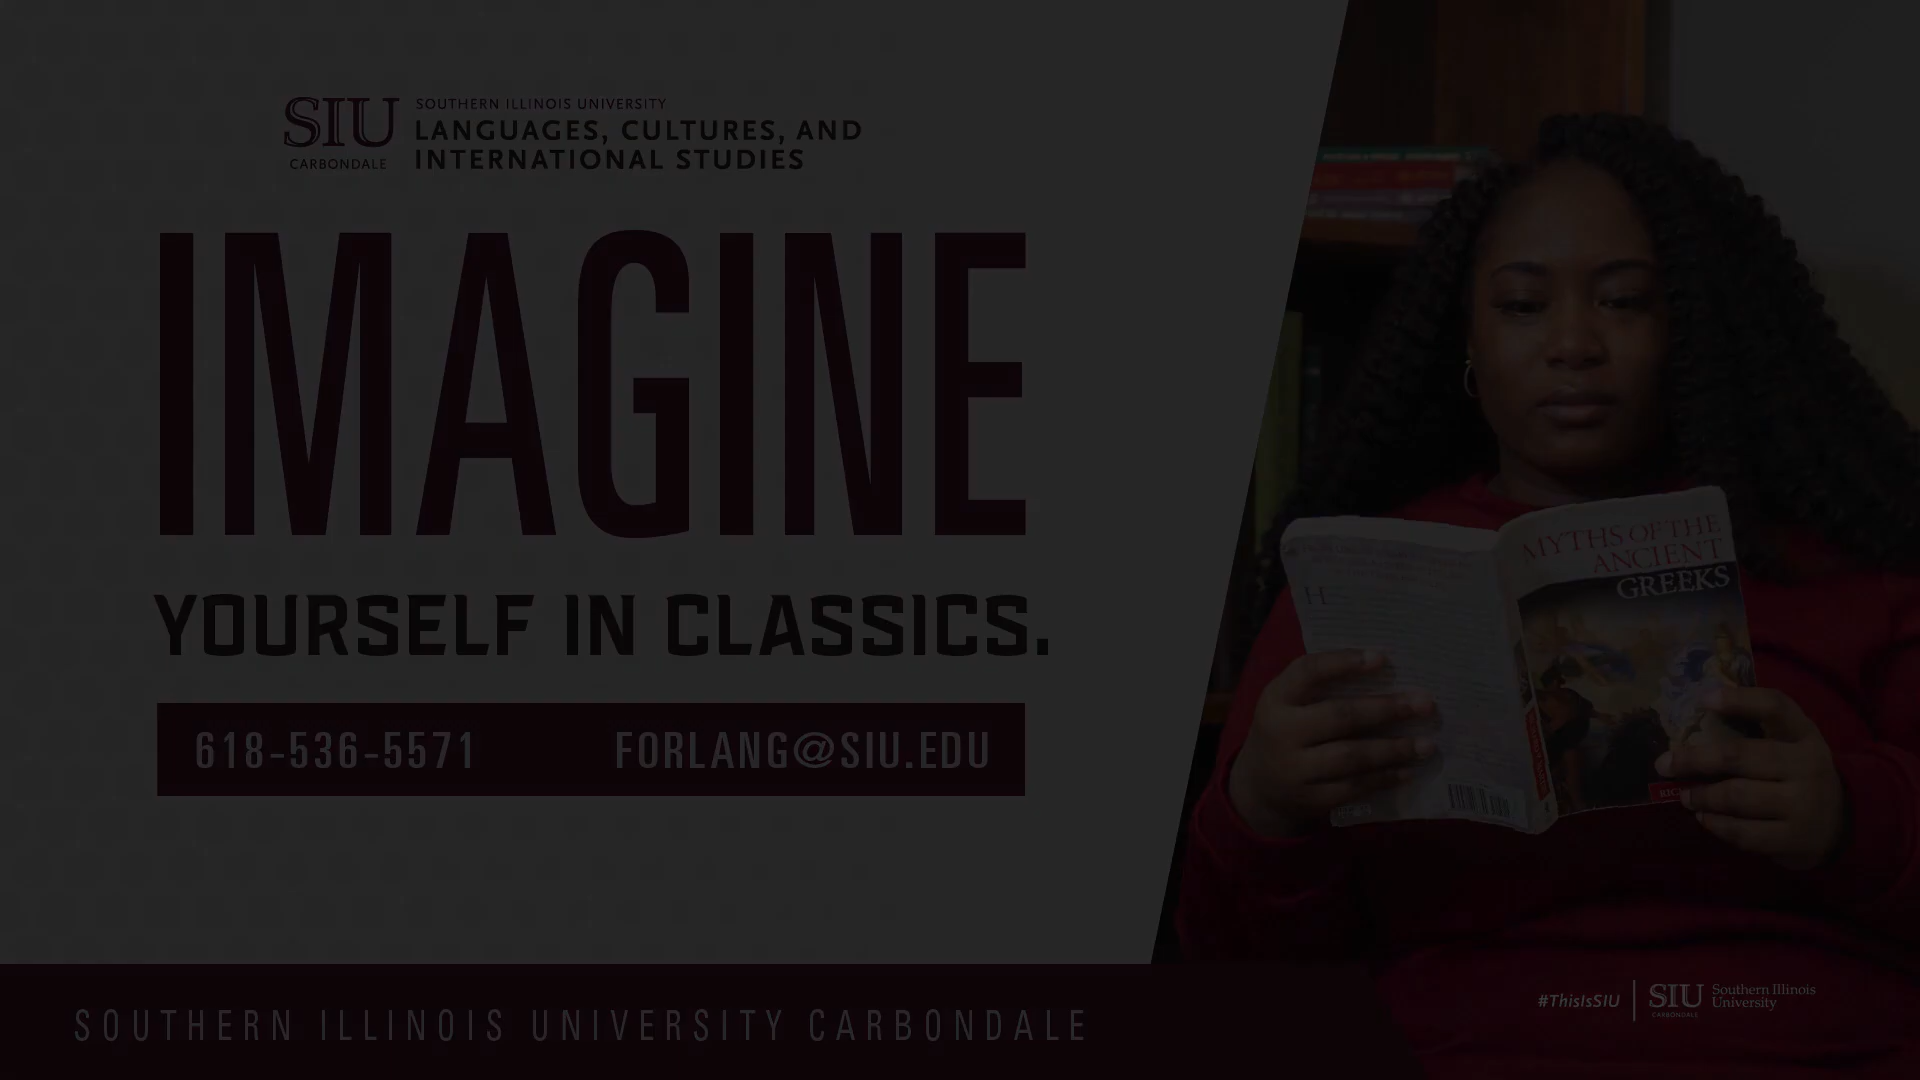 SIU
CARBONDALE
SOUTHERN ILLINOIS UNIVERSITY
LANGUAGES, CULTURES, AND
INTERNATIONAL STUDIES
IMAGINE
YOURSELF IN CLASSICS.
618-536-5571
FORLANG@SIU.EDU
MYTHS OF THE
ANCIENT
GREEKS
SOUTHERN ILLINOIS UNIVERSITY CARBONDALE
#ThisIsSIU
SIU
CARBONDALE
Southern Illinois
University